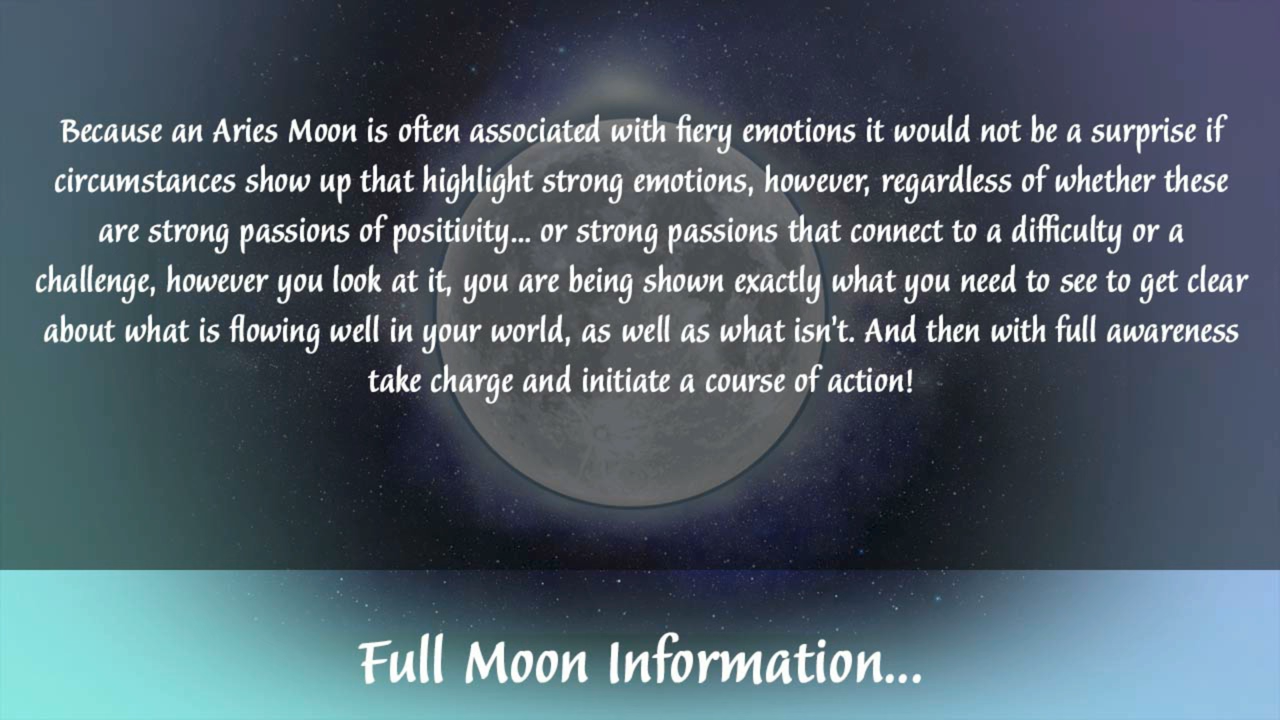 Because an Aries Moon is often associated with fiery emotions it would not be a surprise if
circumstances show up that highlight strong emotions, however, regardless of whether these
are strong passions of positivity... or strong passions that connect to a difficulty or a
challenge, however you look at it, you are being shown exactly what you need to see to get clear
about what is flowing well in your world, as well as what isn't. And then with full awareness
take charge and initiate a course of action!
Full Moon Information...